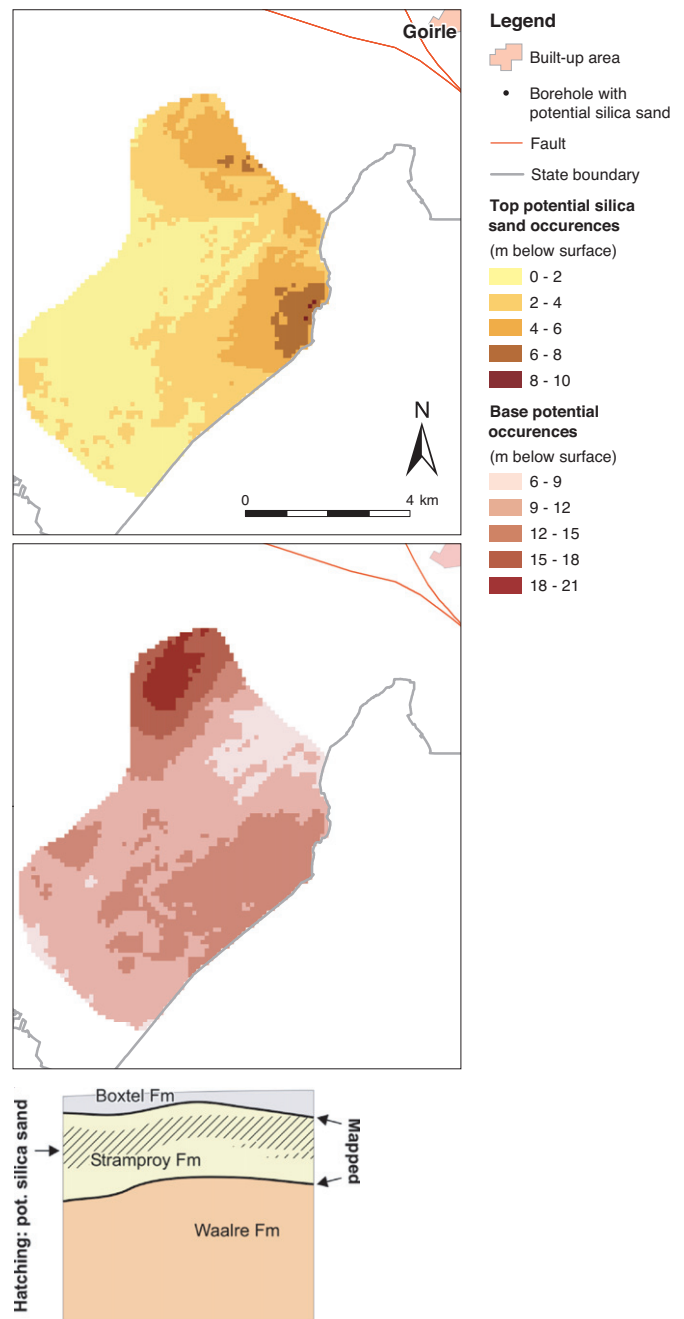 Goirle
N
0 4 km
Legend
Built-up area
Borehole with
potential silica sand
Fault
State boundary
Top potential silica
sand occurences
(m below surface)
0 - 2
2 - 4
4 - 6
6 - 8
8 - 10
Base potential
occurences
(m below surface)
6 - 9
9 - 12
12 - 15
15 - 18
18 - 21
Hatching: pot. silica sand
Boxtel Fm
Stramproy Fm
Waalre Fm
Mapped